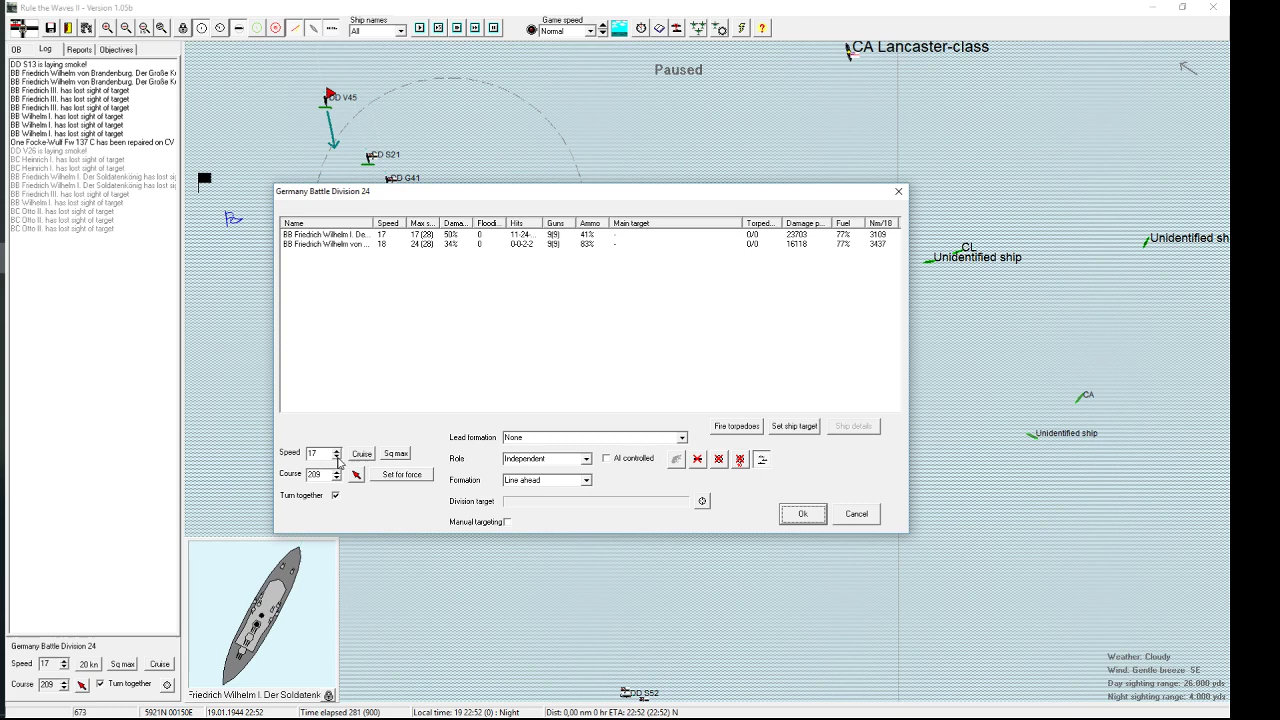 Rule the Waves II - Version 1.05b
Ship names
All
Game speed
Normal
OB Log Reports Objectives
DD S13 is laying smoke!
BB Friedrich Wilhelm von Brandenburg. Der Große K
BB Friedrich Wilhelm von Brandenburg. Der Große K
BB Friedrich III. has lost sight of target
BB Friedrich III. has lost sight of target
BB Friedrich III. has lost sight of target
BB Wilhelm I. has lost sight of target
BB Wilhelm I. has lost sight of target
BB Wilhelm I. has lost sight of target
One Focke-Wulf Fw 137 C has been repaired on CV
DD V26 is laying smoke!
BC Heinrich I. has lost sight of target
BC Heinrich I. has lost sight of target
BB Friedrich Wilhelm I. Der Soldatenkönig has lost si
BB Friedrich Wilhelm I. Der Soldatenkönig has lost si
BB Friedrich III. has lost sight of target
BB Wilhelm I. has lost sight of target
BC Otto II. has lost sight of target
BC Otto II. has lost sight of target
BC Otto II. has lost sight of target
CA Lancaster-class
Paused
DD V45
DD S21
DD G41
CL
Unidentified ship
Unidentified sh
CA
Unidentified ship
DD S52
Germany Battle Division 24
Name Speed Max s... Dama... Floodi... Hits Guns Ammo Main target Torped... Damage p... Fuel Nm/18
BB Friedrich Wilhelm I. De... 17 17 (28) 50% 0 11-24-... 9(9) 41% - 0/0 23703 77% 3109
BB Friedrich Wilhelm von ... 18 24 (28) 34% 0 0-0-2-2 9(9) 83% - 0/0 16118 77% 3437
Fire torpedoes Set ship target Ship details
Lead formation None
Speed 17 Cruise Sq max
Role Independent AI controlled
Course 209 Set for force
Formation Line ahead
Turn together
Division target
Manual targeting
Ok Cancel
Germany Battle Division 24
Speed 17 20 kn Sq max Cruise
Course 209 Turn together
Friedrich Wilhelm I. Der Soldatenk
Weather: Cloudy
Wind: Gentle breeze SE
Day sighting range: 26.000 yds
Night sighting range: 4.000 yds
673 5921N 00150E 19.01.1944 22:52 Time elapsed 281 (900) Local time: 19 22:52 (0) : Night Dist: 0,00 nm 0 hr ETA: 22:52 (22:52) N